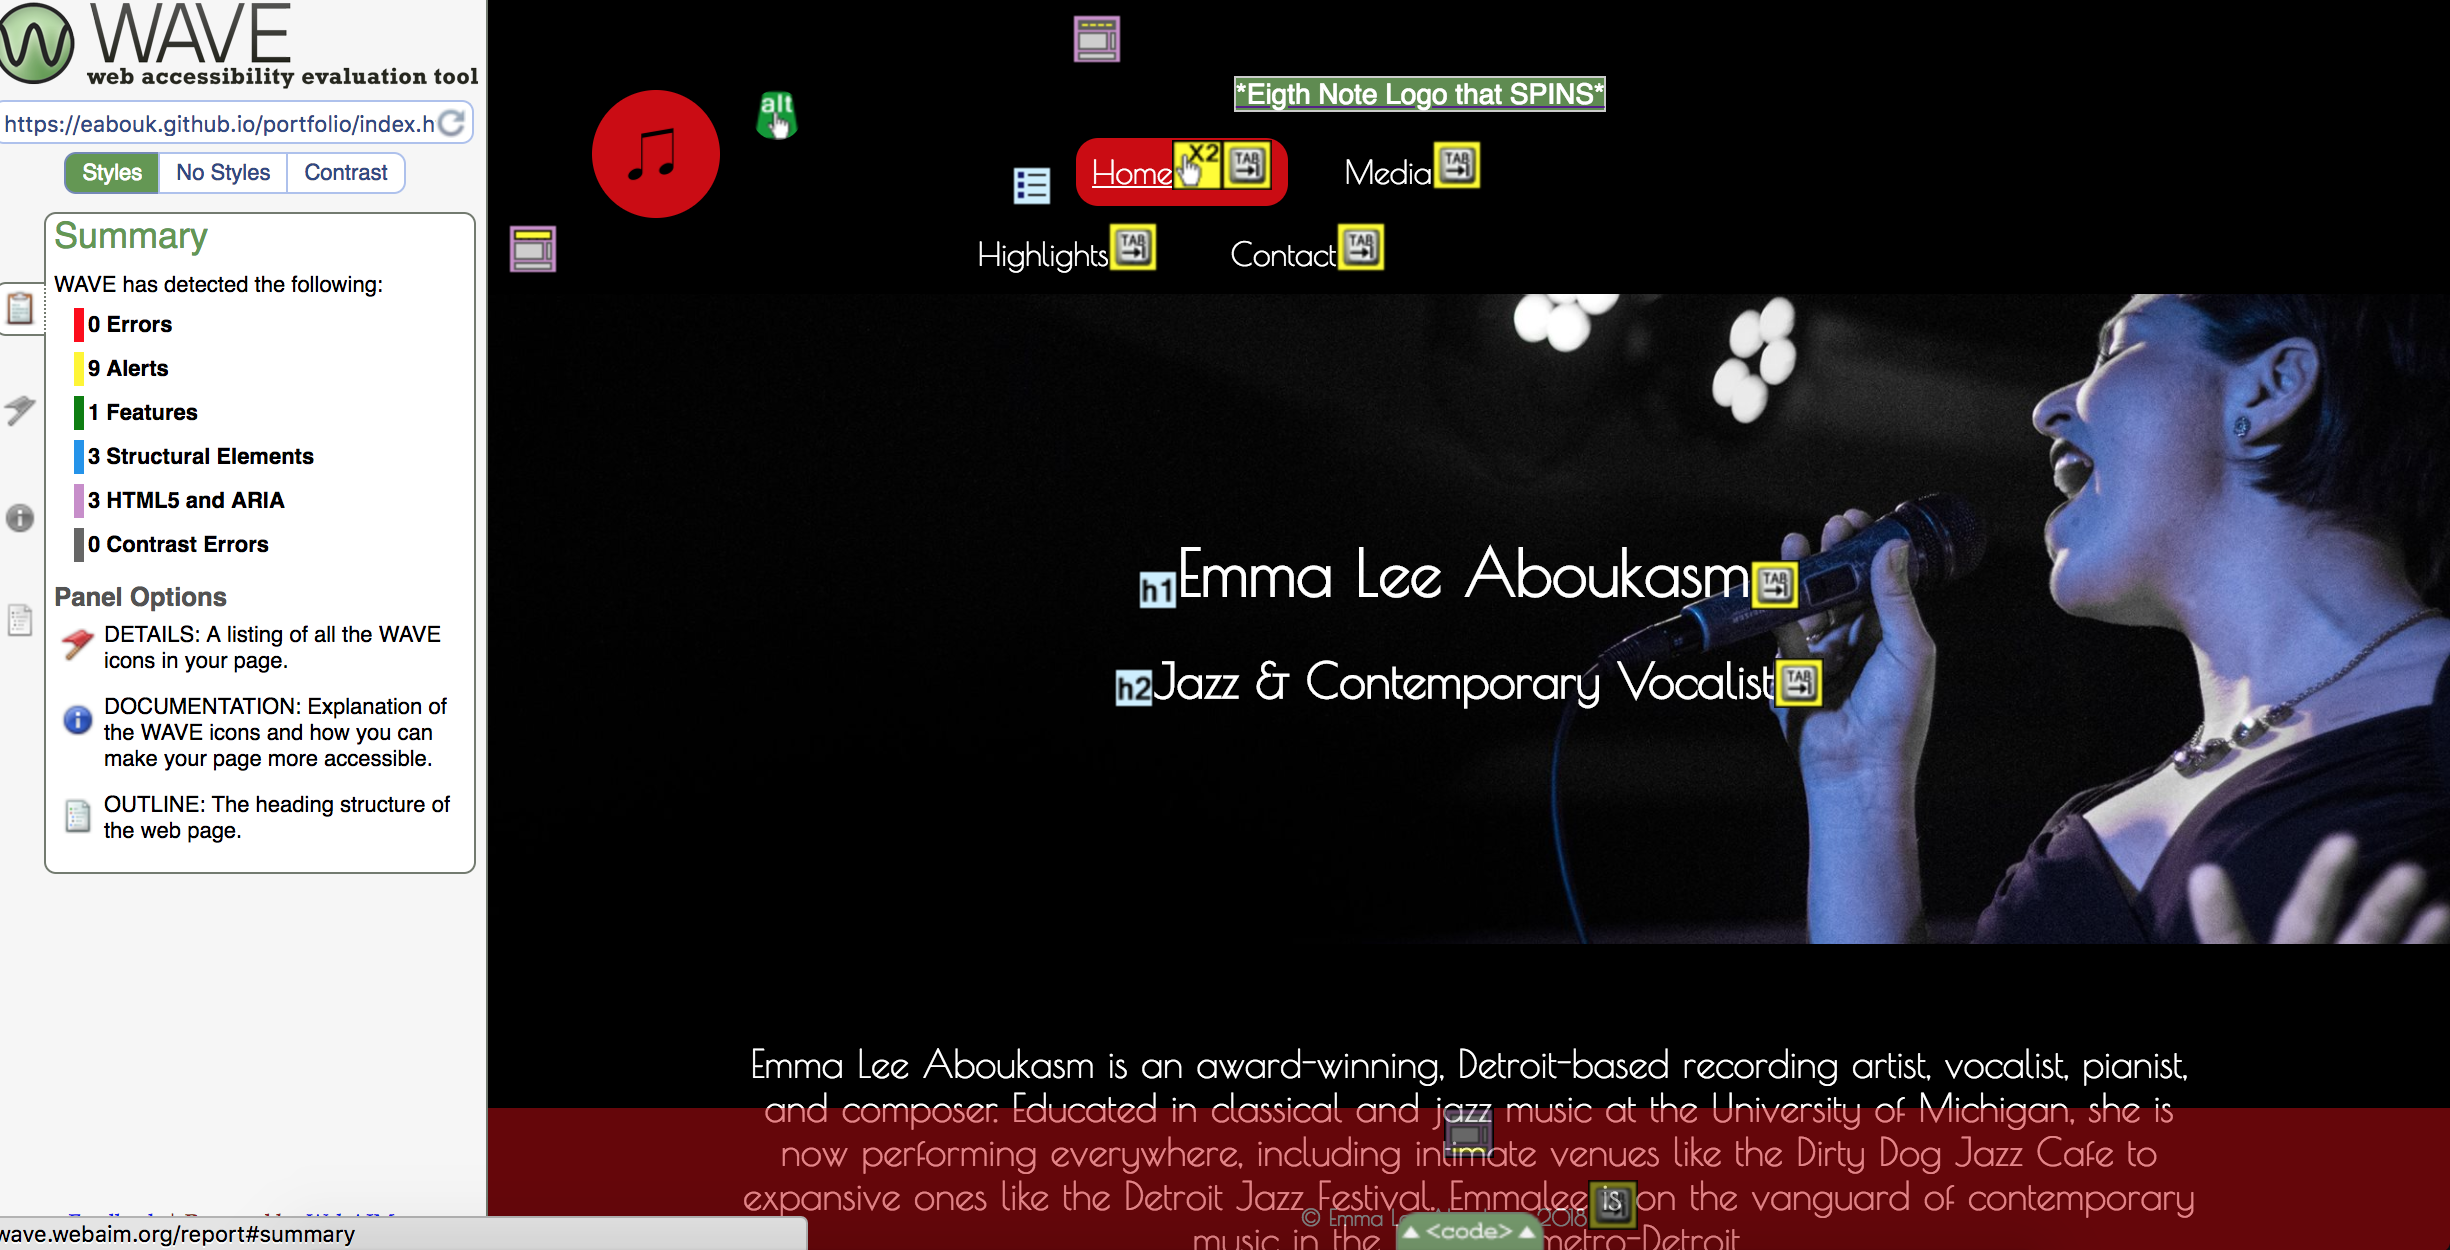 WAVE
web accessibility evaluation tool
https://eabouk.github.io/portfolio/index.h
Styles
No Styles
Contrast
Summary
WAVE has detected the following:
0 Errors
9 Alerts
1 Features
3 Structural Elements
3 HTML5 and ARIA
0 Contrast Errors
Panel Options
DETAILS: A listing of all the WAVE
icons in your page.
DOCUMENTATION: Explanation of
the WAVE icons and how you can
make your page more accessible.
OUTLINE: The heading structure of
the web page.
wave.webaim.org/report#summary
alt
*Eigth Note Logo that SPINS*
Home X2 TAB
Media TAB
Highlights TAB
Contact TAB
h1 Emma Lee Aboukasm TAB
h2 Jazz & Contemporary Vocalist TAB
Emma Lee Aboukasm is an award-winning, Detroit-based recording artist, vocalist, pianist,
and composer. Educated in classical and jazz music at the University of Michigan, she is
now performing everywhere, including intimate venues like the Dirty Dog Jazz Cafe to
expansive ones like the Detroit Jazz Festival. Emmalee is on the vanguard of contemporary
© Emma 2018
music in the metro-Detroit
<code>